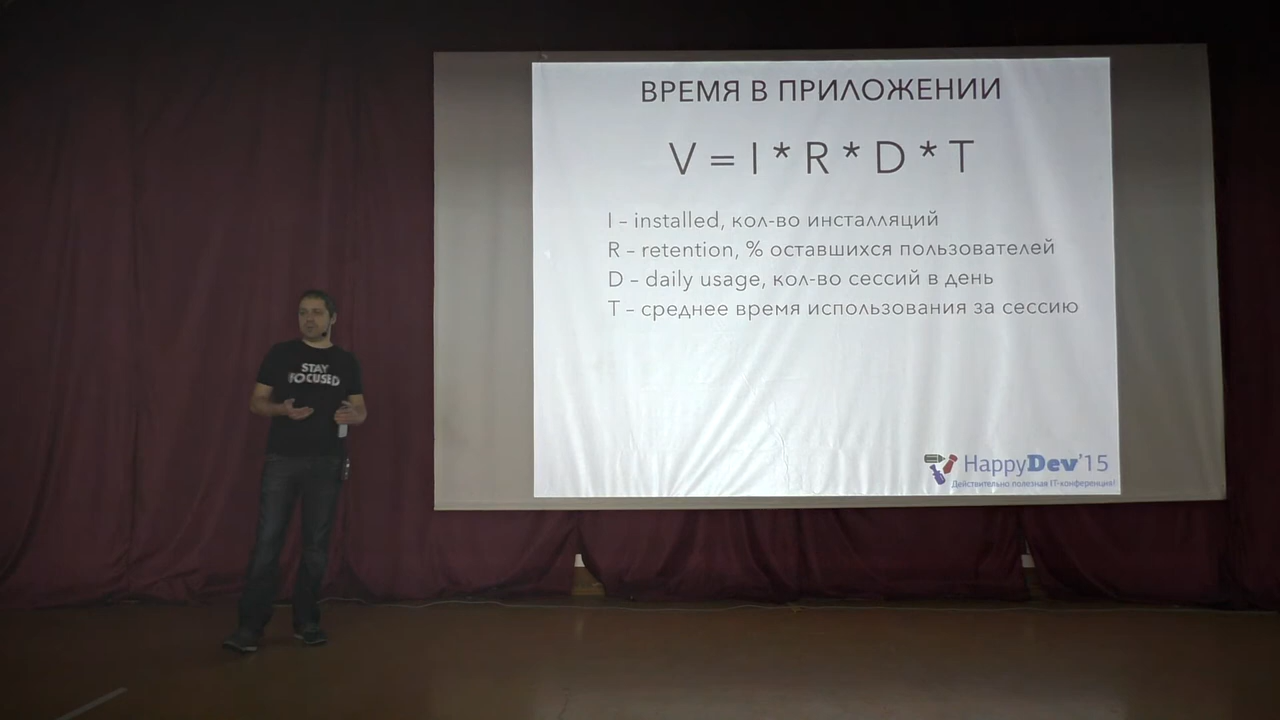 ВРЕМЯ В ПРИЛОЖЕНИИ
V = I * R * D * T
I – installed, кол-во инсталляций
R – retention, % оставшихся пользователей
D – daily usage, кол-во сессий в день
T – среднее время использования за сессию
STAY
FOCUSED
HappyDev'15
Действительно полезная IT-конференция!